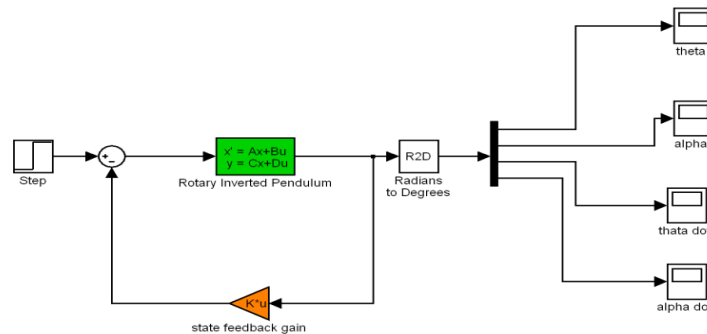 theta
x' = Ax+Bu
y = Cx+Du
R2D
alpha
Step
Rotary Inverted Pendulum
Radians
to Degrees
thata do
K*u
alpha do
state feedback gain